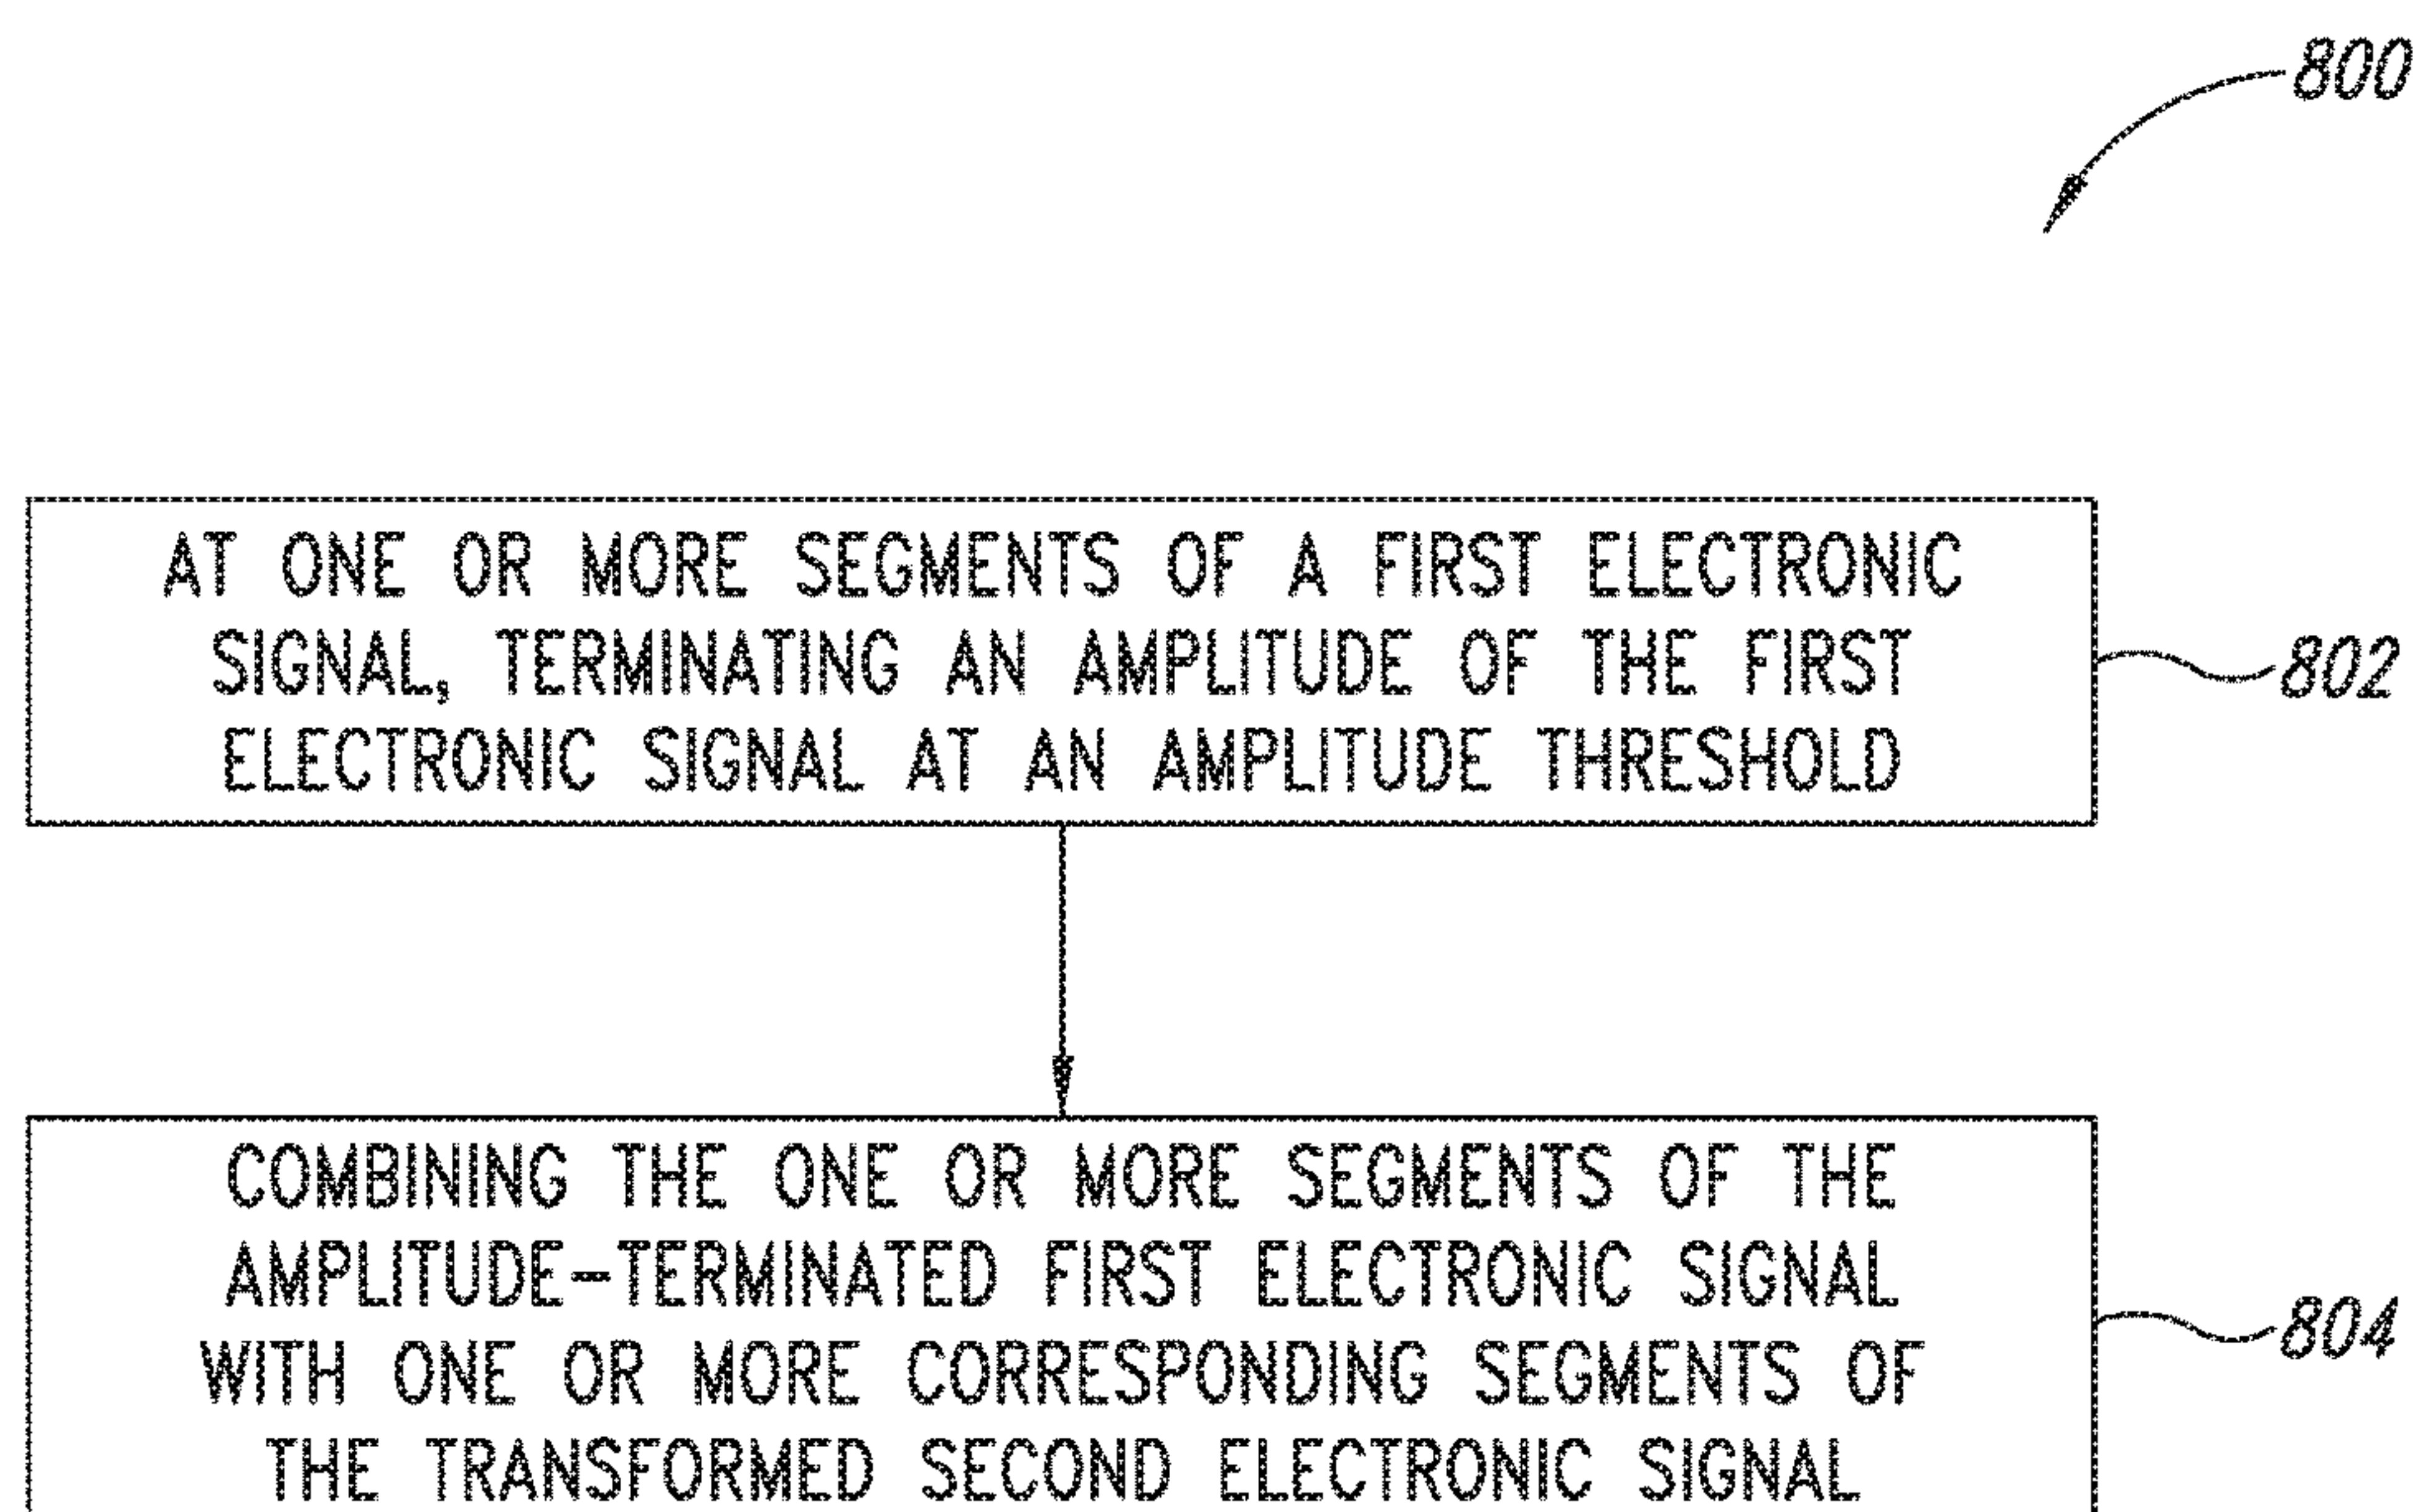 800
AT ONE OR MORE SEGMENTS OF A FIRST ELECTRONIC
SIGNAL, TERMINATING AN AMPLITUDE OF THE FIRST
ELECTRONIC SIGNAL AT AN AMPLITUDE THRESHOLD
802
COMBINING THE ONE OR MORE SEGMENTS OF THE
AMPLITUDE-TERMINATED FIRST ELECTRONIC SIGNAL
WITH ONE OR MORE CORRESPONDING SEGMENTS OF
THE TRANSFORMED SECOND ELECTRONIC SIGNAL
804